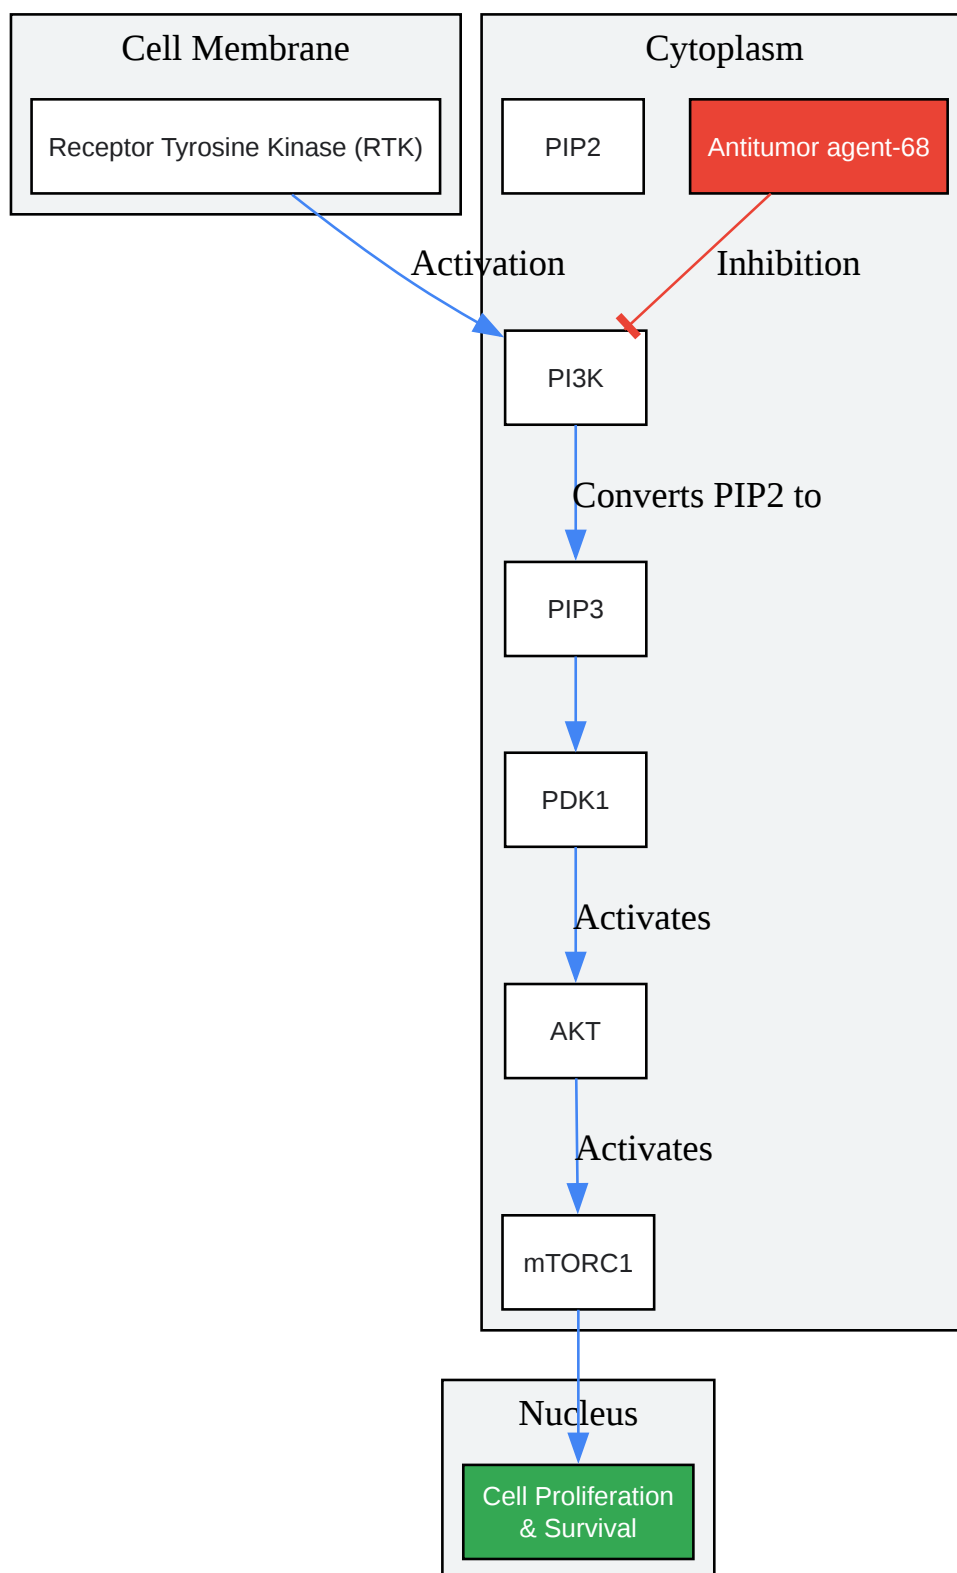 Cell Membrane
Cytoplasm
Receptor Tyrosine Kinase (RTK)
PIP2
Antitumor agent-68
Activation
Inhibition
PI3K
Converts PIP2 to
PIP3
PDK1
Activates
AKT
Activates
mTORC1
Nucleus
Cell Proliferation
& Survival